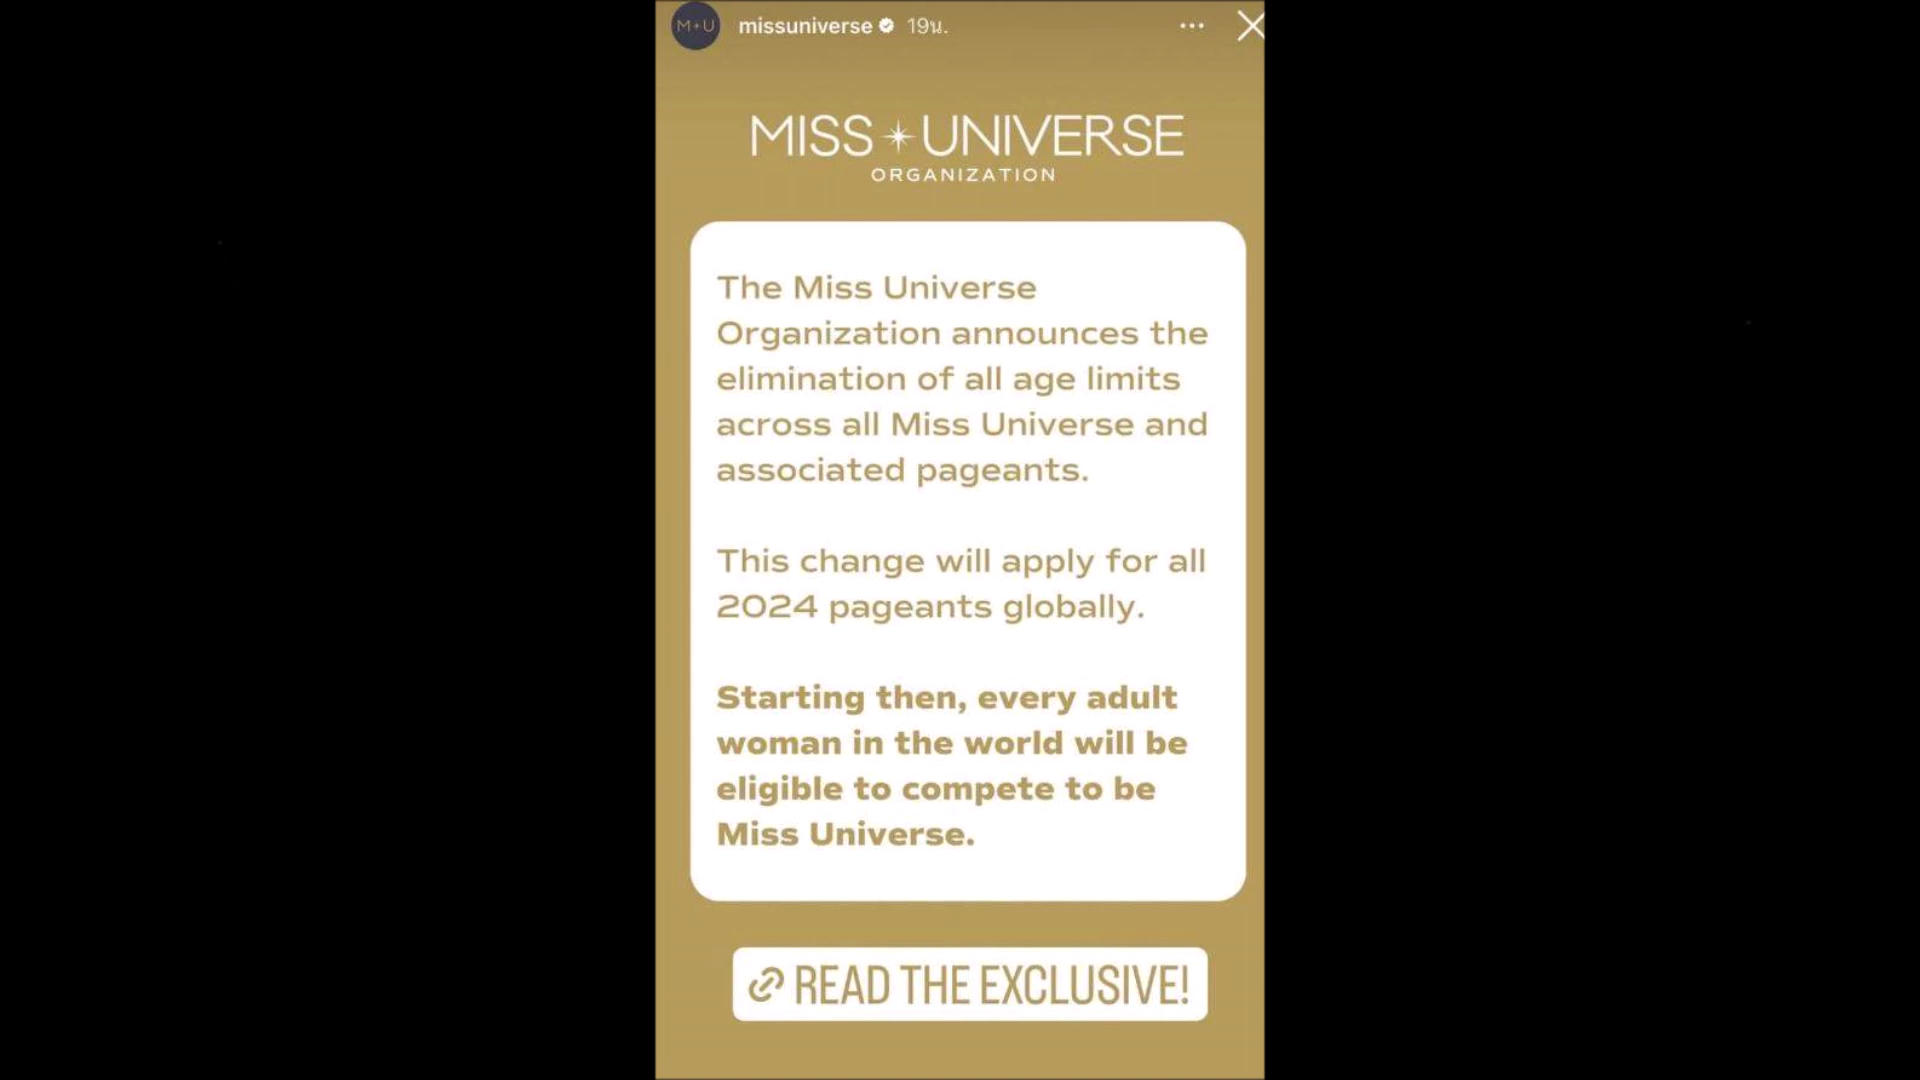 M+U missuniverse 19น.
MISS UNIVERSE
ORGANIZATION
The Miss Universe
Organization announces the
elimination of all age limits
across all Miss Universe and
associated pageants.
This change will apply for all
2024 pageants globally.
Starting then, every adult
woman in the world will be
eligible to compete to be
Miss Universe.
READ THE EXCLUSIVE!